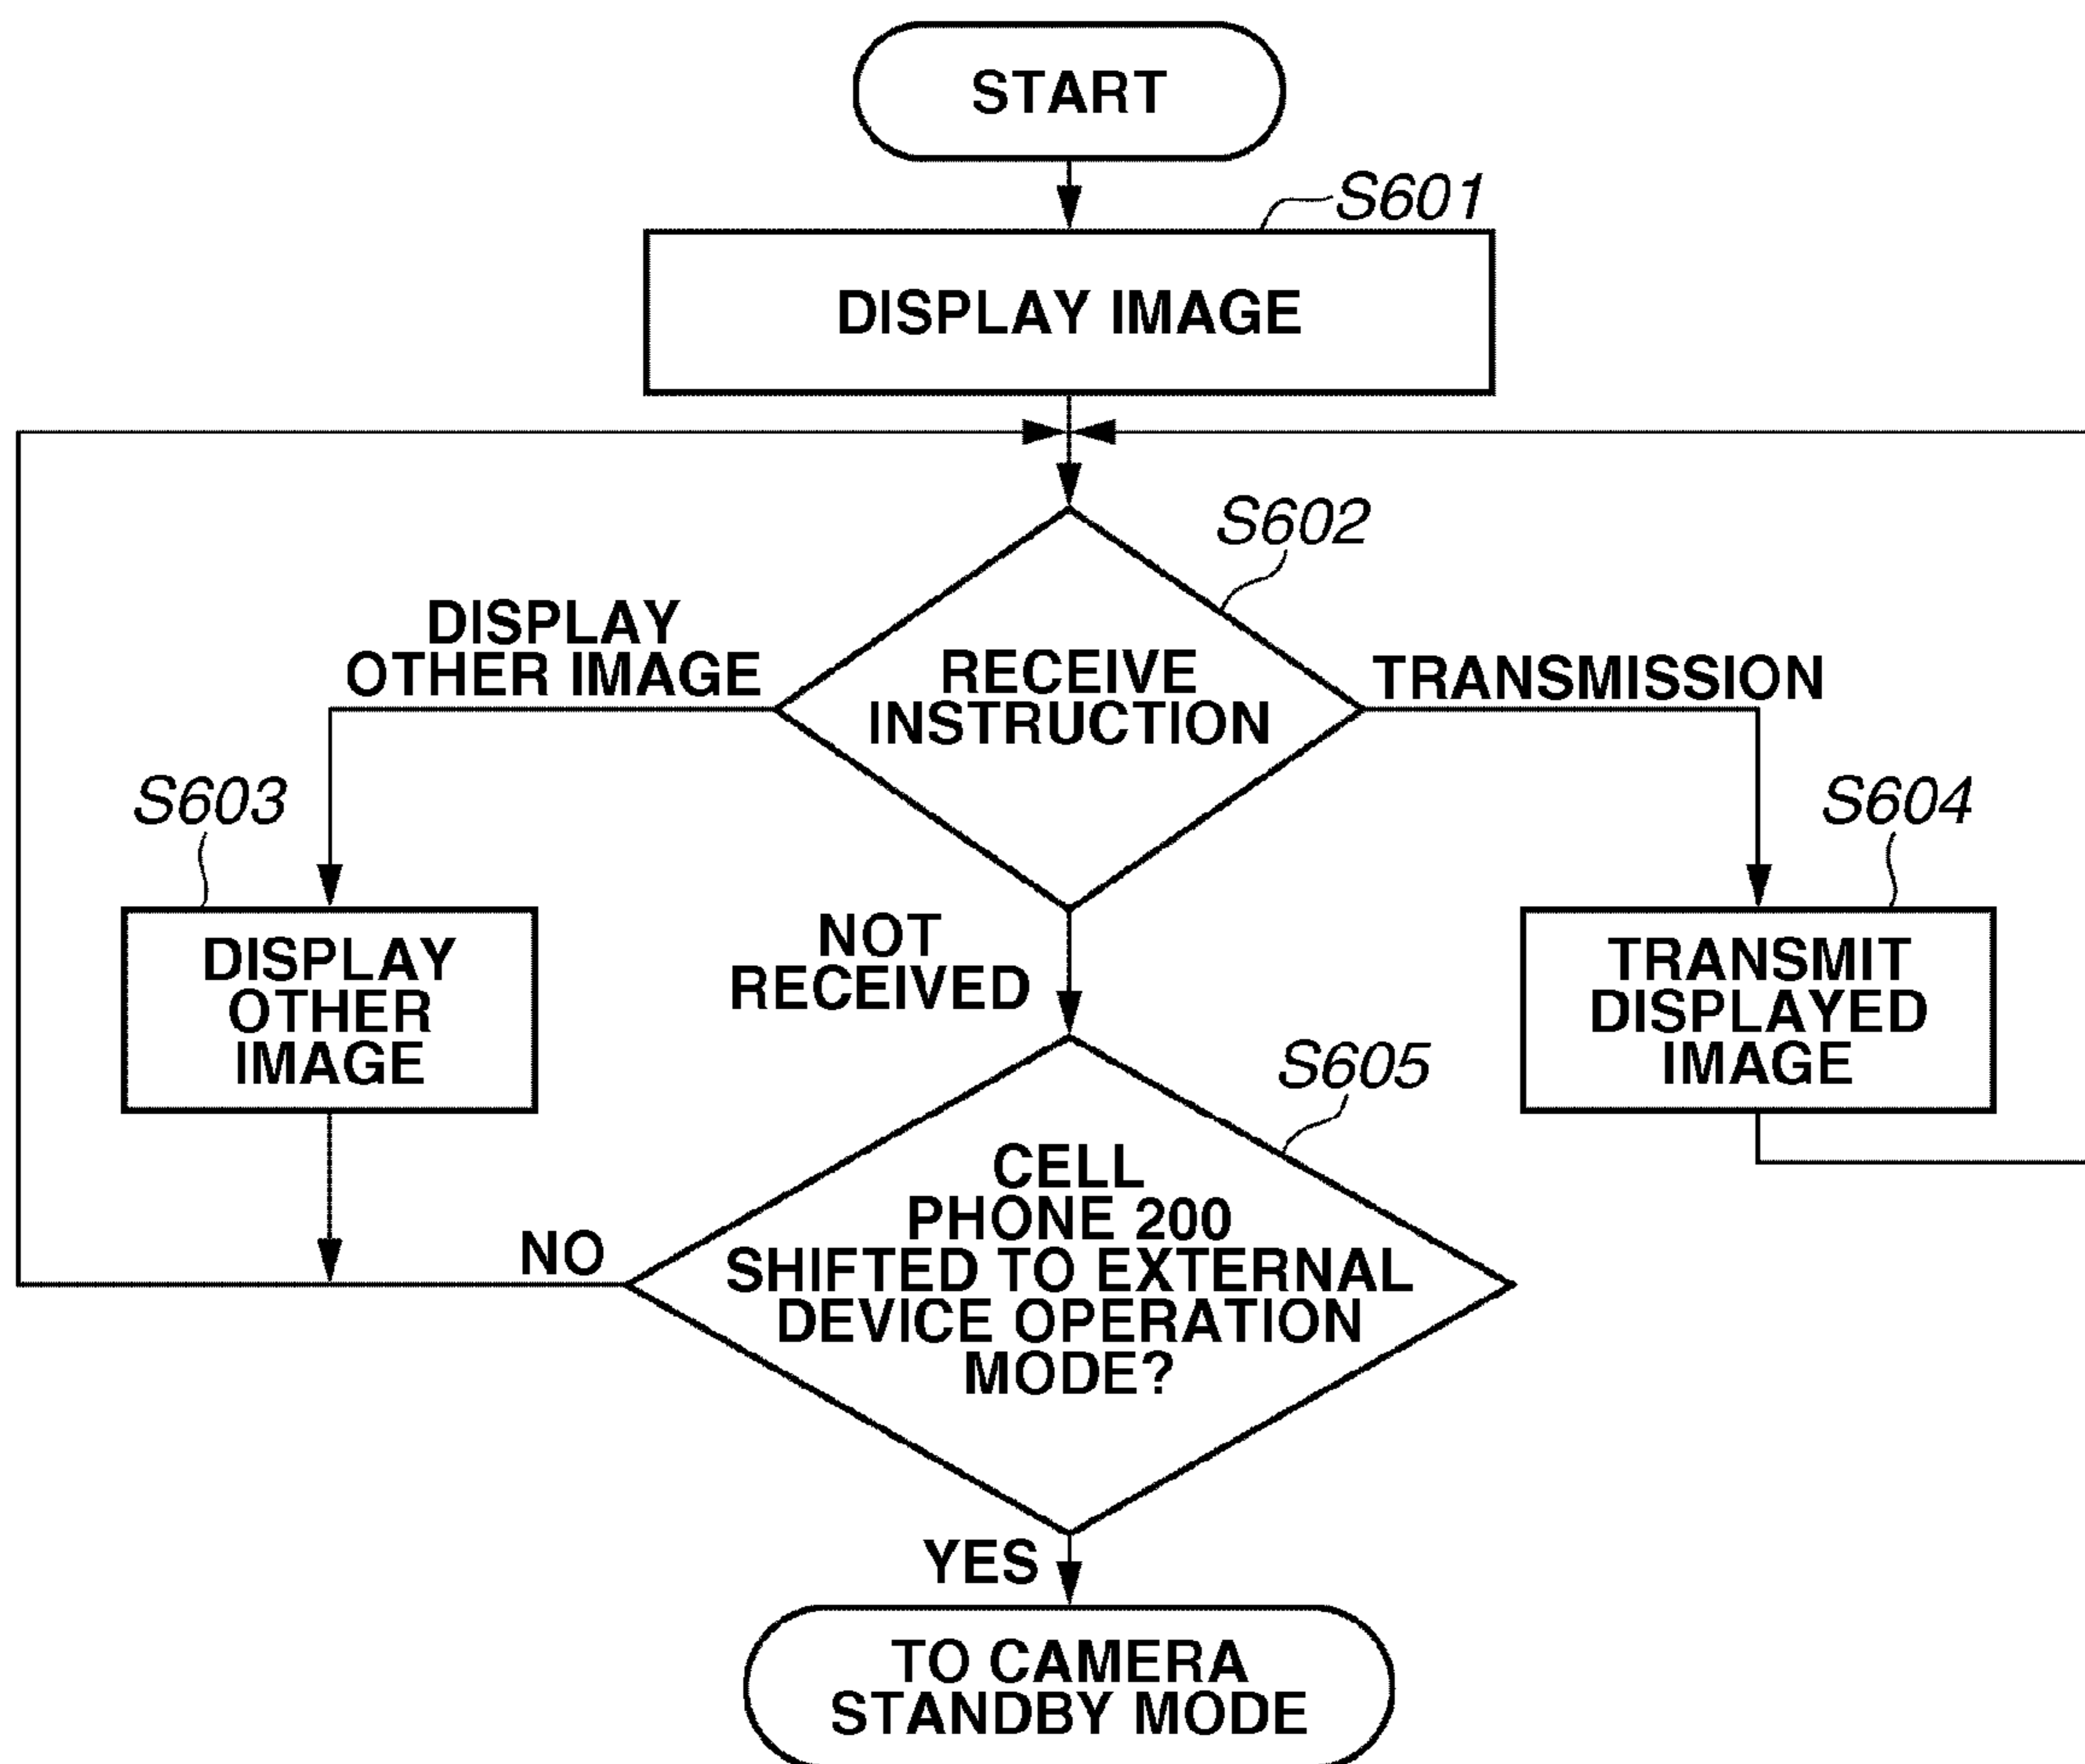 START
S601
DISPLAY IMAGE
S602
DISPLAY
OTHER IMAGE
RECEIVE
INSTRUCTION
TRANSMISSION
S603
S604
DISPLAY
OTHER
IMAGE
NOT
RECEIVED
TRANSMIT
DISPLAYED
IMAGE
S605
CELL
PHONE 200
SHIFTED TO EXTERNAL
DEVICE OPERATION
MODE?
NO
YES
TO CAMERA
STANDBY MODE